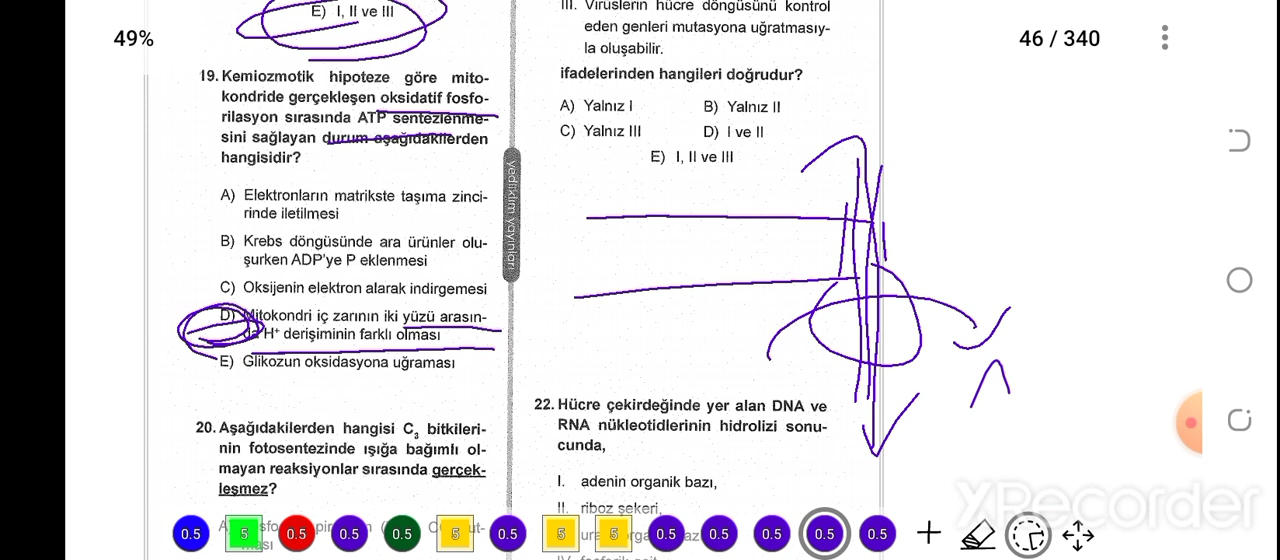 49%
46 / 340
E) I, II ve III
19. Kemiozmotik hipoteze göre mito-
kondride gerçekleşen oksidatif fosfo-
rilasyon sırasında ATP sentezlenme-
sini sağlayan durum aşağıdakilerden
hangisidir?
A) Elektronların matrikste taşıma zinci-
rinde iletilmesi
B) Krebs döngüsünde ara ürünler olu-
şurken ADP'ye P eklenmesi
C) Oksijenin elektron alarak indirgemesi
D) Mitokondri iç zarının iki yüzü arasın-
da H+ derişiminin farklı olması
E) Glikozun oksidasyona uğraması
20. Aşağıdakilerden hangisi C3 bitkileri-
nin fotosentezinde ışığa bağımlı ol-
mayan reaksiyonlar sırasında gerçek-
leşmez?
yediiklim yayınları
III. Virüslerin hücre döngüsünü kontrol
eden genleri mutasyona uğratmasıy-
la oluşabilir.
ifadelerinden hangileri doğrudur?
A) Yalnız I B) Yalnız II
C) Yalnız III D) I ve II
E) I, II ve III
22. Hücre çekirdeğinde yer alan DNA ve
RNA nükleotidlerinin hidrolizi sonu-
cunda,
I. adenin organik bazı,
II. riboz şekeri,
0.5 5 0.5 0.5 0.5 5 0.5 5 5 0.5 0.5 0.5 0.5 0.5
XRecorder